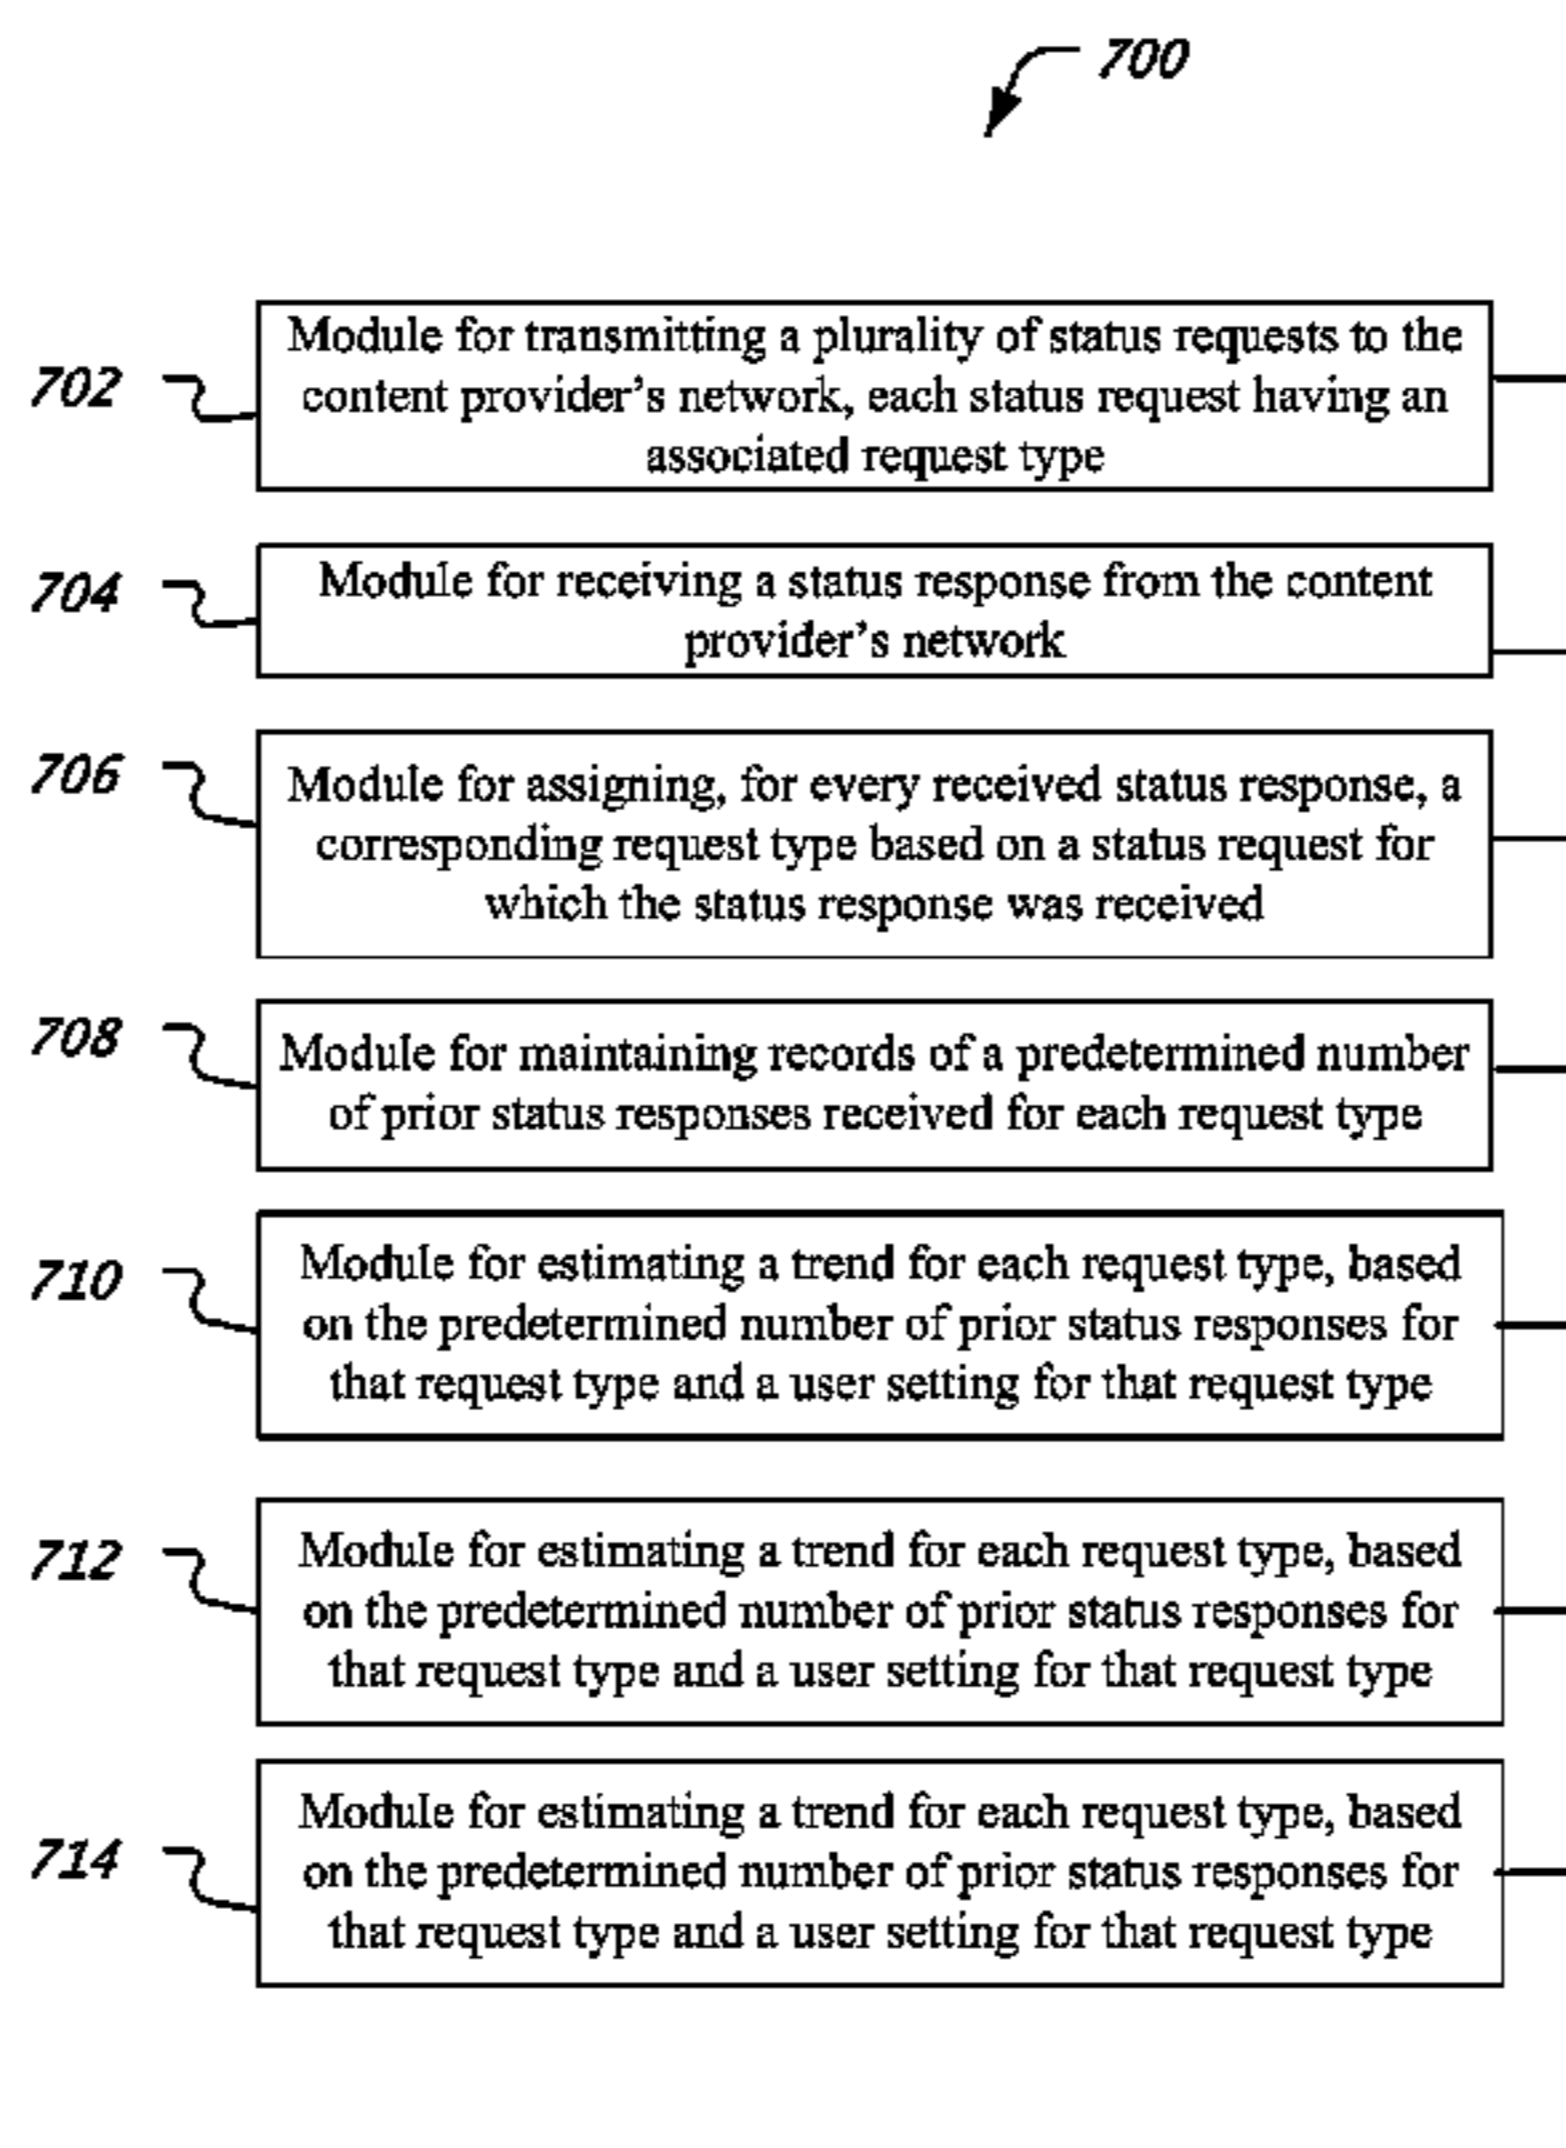 700
702
Module for transmitting a plurality of status requests to the
content provider's network, each status request having an
associated request type
704
Module for receiving a status response from the content
provider's network
706
Module for assigning, for every received status response, a
corresponding request type based on a status request for
which the status response was received
708
Module for maintaining records of a predetermined number
of prior status responses received for each request type
710
Module for estimating a trend for each request type, based
on the predetermined number of prior status responses for
that request type and a user setting for that request type
712
Module for estimating a trend for each request type, based
on the predetermined number of prior status responses for
that request type and a user setting for that request type
714
Module for estimating a trend for each request type, based
on the predetermined number of prior status responses for
that request type and a user setting for that request type